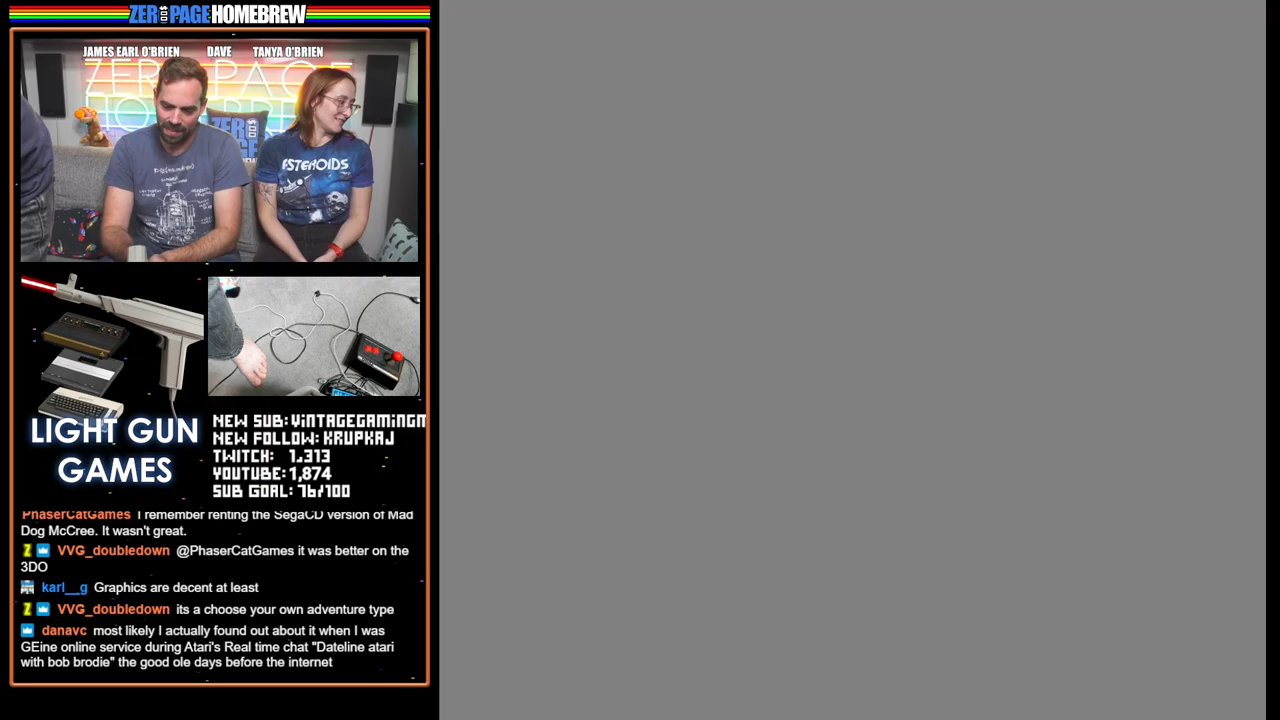 ZER PAGE HOMEBREW
JAMES EARL O'BRIEN DAVE TANYA O'BRIEN
ZERO PAGE
ASTEROIDS
LIGHT GUN
GAMES
NEW SUB: VINTAGEGAMINGM
NEW FOLLOW: KRUPKAJ
TWITCH: 1,313
YOUTUBE: 1,874
SUB GOAL: 76/100
PhaserCatGames I remember renting the SegaCD version of Mad
Dog McCree. It wasn't great.
VVG_doubledown @PhaserCatGames it was better on the
3DO
karl__g Graphics are decent at least
VVG_doubledown its a choose your own adventure type
danavc most likely I actually found out about it when I was
GEine online service during Atari's Real time chat "Dateline atari
with bob brodie" the good ole days before the internet